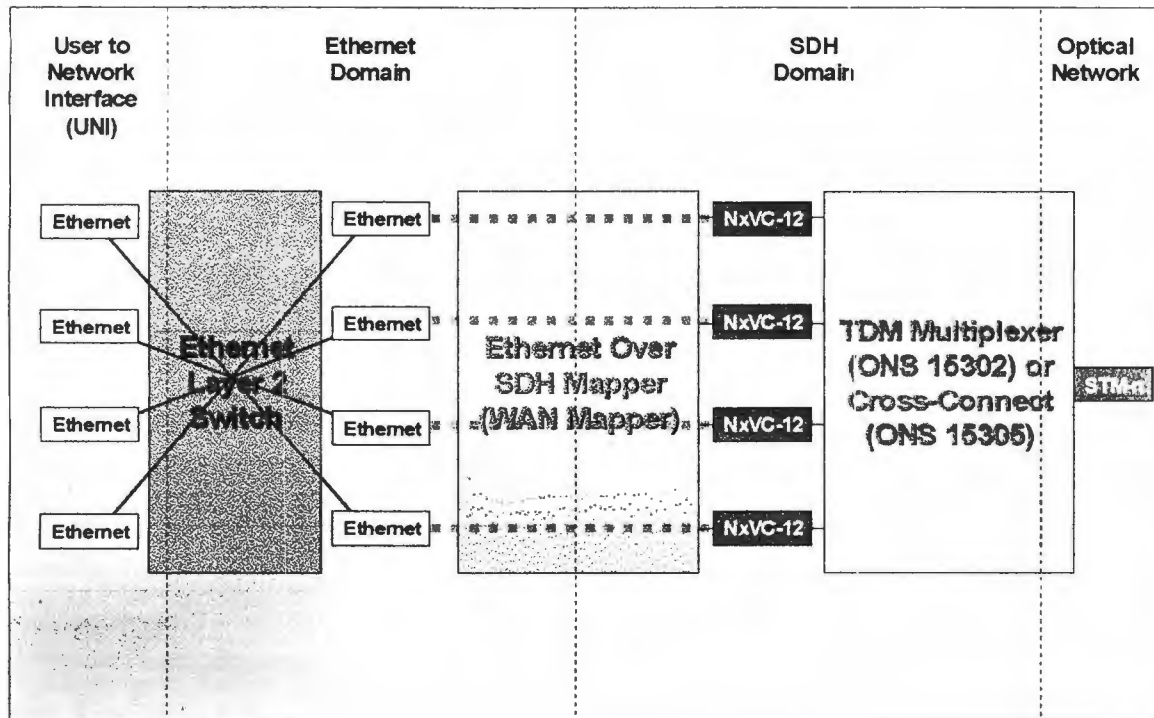 User to
Network
Interface
(UNI)
Ethernet
Domain
SDH
Domain
Optical
Network
Ethernet
Ethernet
Ethernet
Ethernet
Ethernet
Layer 2
Switch
Ethernet
Ethernet
Ethernet
Ethernet
Ethernet Over
SDH Mapper
(WAN Mapper)
NxVC-12
NxVC-12
NxVC-12
NxVC-12
TDM Multiplexer
(ONS 15302) or
Cross-Connect
(ONS 15305)
STM-n